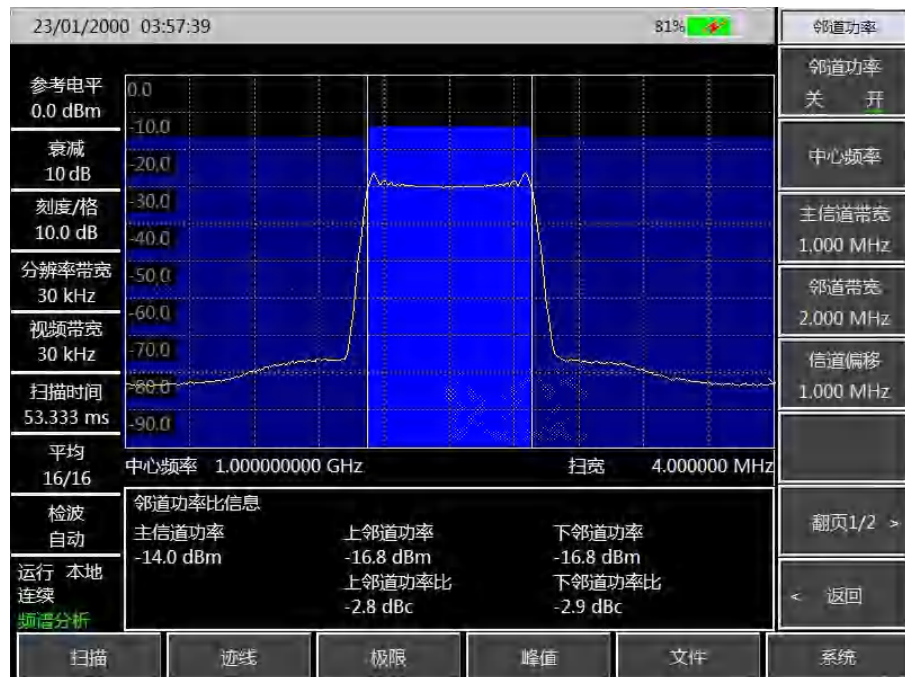 23/01/2000 03:57:39
81%
邻道功率
参考电平
0.0 dBm
衰减
10 dB
刻度/格
10.0 dB
分辨率带宽
30 kHz
视频带宽
30 kHz
扫描时间
53.333 ms
平均
16/16
检波
自动
运行 本地
连续
频谱分析
0.0
-10.0
-20.0
-30.0
-40.0
-50.0
-60.0
-70.0
-80.0
-90.0
中心频率 1.000000000 GHz 扫宽 4.000000 MHz
邻道功率比信息
主信道功率 上邻道功率 下邻道功率
-14.0 dBm -16.8 dBm -16.8 dBm
上邻道功率比 下邻道功率比
-2.8 dBc -2.9 dBc
邻道功率
关 开
中心频率
主信道带宽
1.000 MHz
邻道带宽
2.000 MHz
信道偏移
1.000 MHz
翻页1/2 >
< 返回
扫描 迹线 极限 峰值 文件 系统